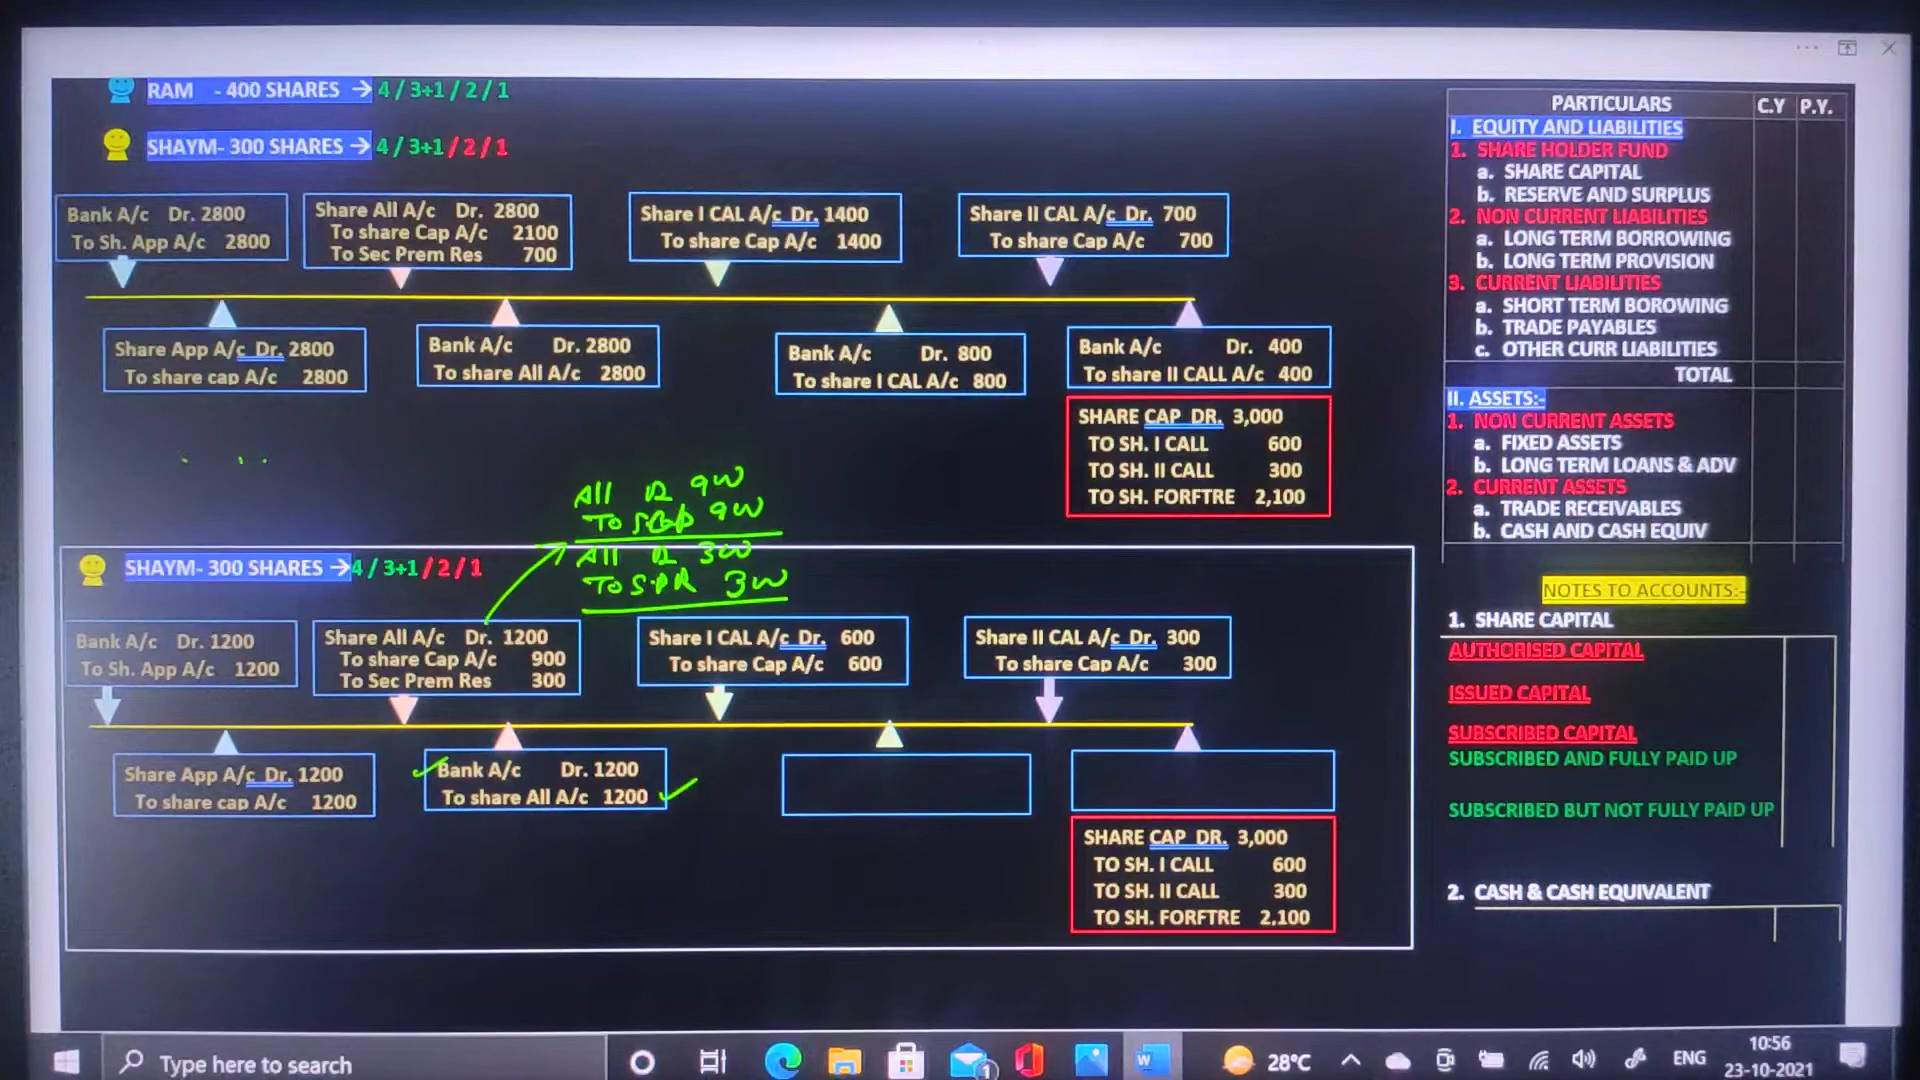 RAM - 400 SHARES → 4 / 3+1 / 2 / 1
SHAYM- 300 SHARES → 4 / 3+1 / 2 / 1
Bank A/c Dr. 2800
To Sh. App A/c 2800
Share All A/c Dr. 2800
To share Cap A/c 2100
To Sec Prem Res 700
Share I CAL A/c Dr. 1400
To share Cap A/c 1400
Share II CAL A/c Dr. 700
To share Cap A/c 700
Share App A/c Dr. 2800
To share cap A/c 2800
Bank A/c Dr. 2800
To share All A/c 2800
Bank A/c Dr. 800
To share I CAL A/c 800
Bank A/c Dr. 400
To share II CALL A/c 400
SHARE CAP DR. 3,000
TO SH. I CALL 600
TO SH. II CALL 300
TO SH. FORFTRE 2,100
All
To
All
To S.P.R
SHAYM- 300 SHARES → 4 / 3+1 / 2 / 1
Bank A/c Dr. 1200
To Sh. App A/c 1200
Share All A/c Dr. 1200
To share Cap A/c 900
To Sec Prem Res 300
Share I CAL A/c Dr. 600
To share Cap A/c 600
Share II CAL A/c Dr. 300
To share Cap A/c 300
Share App A/c Dr. 1200
To share cap A/c 1200
Bank A/c Dr. 1200
To share All A/c 1200
SHARE CAP DR. 3,000
TO SH. I CALL 600
TO SH. II CALL 300
TO SH. FORFTRE 2,100
PARTICULARS C.Y P.Y.
I. EQUITY AND LIABILITIES
1. SHARE HOLDER FUND
a. SHARE CAPITAL
b. RESERVE AND SURPLUS
2. NON CURRENT LIABILITIES
a. LONG TERM BORROWING
b. LONG TERM PROVISION
3. CURRENT LIABILITIES
a. SHORT TERM BOROWING
b. TRADE PAYABLES
c. OTHER CURR LIABILITIES
TOTAL
II. ASSETS:-
1. NON CURRENT ASSETS
a. FIXED ASSETS
b. LONG TERM LOANS & ADV
2. CURRENT ASSETS
a. TRADE RECEIVABLES
b. CASH AND CASH EQUIV
NOTES TO ACCOUNTS:-
1. SHARE CAPITAL
AUTHORISED CAPITAL
ISSUED CAPITAL
SUBSCRIBED CAPITAL
SUBSCRIBED AND FULLY PAID UP
SUBSCRIBED BUT NOT FULLY PAID UP
2. CASH & CASH EQUIVALENT
Type here to search
1
W
28°C
ENG
10:56
23-10-2021